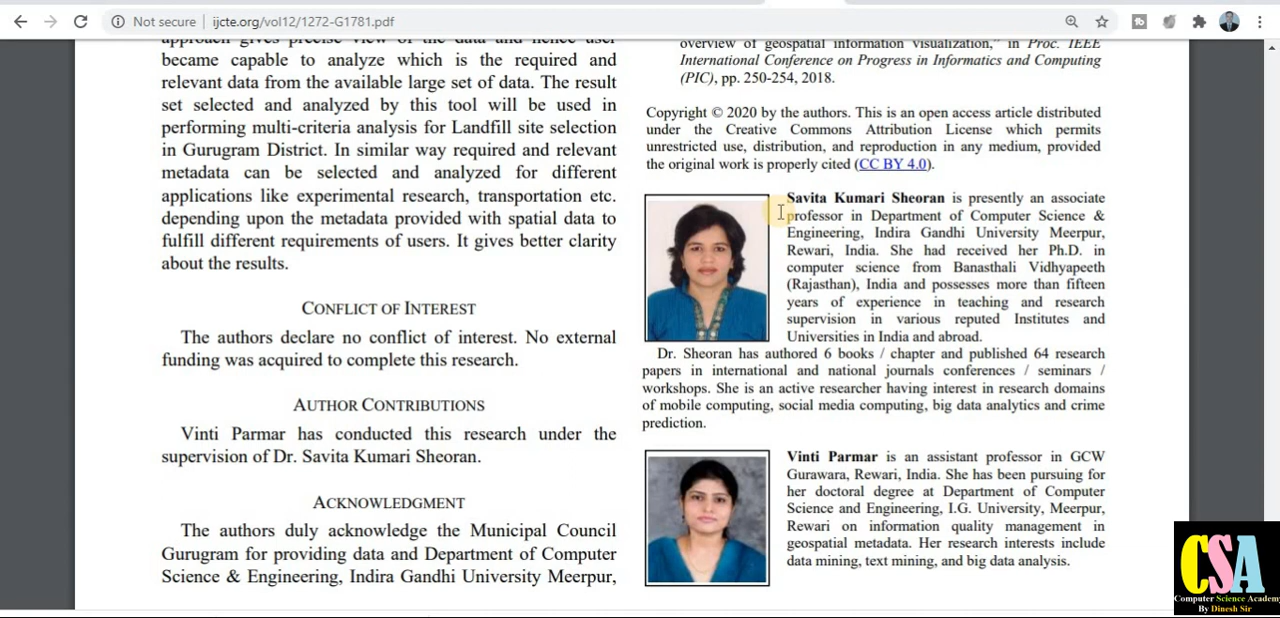 Not secure | ijcte.org/vol12/1272-G1781.pdf
approach gives precise view of the data and hence user
became capable to analyze which is the required and
relevant data from the available large set of data. The result
set selected and analyzed by this tool will be used in
performing multi-criteria analysis for Landfill site selection
in Gurugram District. In similar way required and relevant
metadata can be selected and analyzed for different
applications like experimental research, transportation etc.
depending upon the metadata provided with spatial data to
fulfill different requirements of users. It gives better clarity
about the results.
CONFLICT OF INTEREST
The authors declare no conflict of interest. No external
funding was acquired to complete this research.
AUTHOR CONTRIBUTIONS
Vinti Parmar has conducted this research under the
supervision of Dr. Savita Kumari Sheoran.
ACKNOWLEDGMENT
The authors duly acknowledge the Municipal Council
Gurugram for providing data and Department of Computer
Science & Engineering, Indira Gandhi University Meerpur,
overview of geospatial information visualization," in Proc. IEEE
International Conference on Progress in Informatics and Computing
(PIC), pp. 250-254, 2018.
Copyright © 2020 by the authors. This is an open access article distributed
under the Creative Commons Attribution License which permits
unrestricted use, distribution, and reproduction in any medium, provided
the original work is properly cited (CC BY 4.0).
Savita Kumari Sheoran is presently an associate
professor in Department of Computer Science &
Engineering, Indira Gandhi University Meerpur,
Rewari, India. She had received her Ph.D. in
computer science from Banasthali Vidhyapeeth
(Rajasthan), India and possesses more than fifteen
years of experience in teaching and research
supervision in various reputed Institutes and
Universities in India and abroad.
Dr. Sheoran has authored 6 books / chapter and published 64 research
papers in international and national journals conferences / seminars /
workshops. She is an active researcher having interest in research domains
of mobile computing, social media computing, big data analytics and crime
prediction.
Vinti Parmar is an assistant professor in GCW
Gurawara, Rewari, India. She has been pursuing for
her doctoral degree at Department of Computer
Science and Engineering, I.G. University, Meerpur,
Rewari on information quality management in
geospatial metadata. Her research interests include
data mining, text mining, and big data analysis.
CSA
Computer Science Academy
By Dinesh Sir